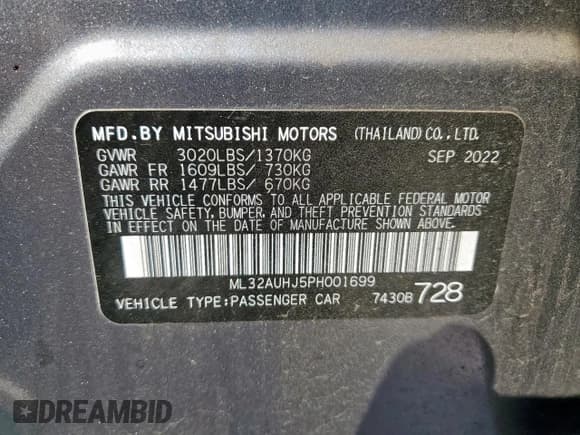 MFD.BY MITSUBISHI MOTORS (THAILAND)CO.,LTD.
GVWR 3020LBS/1370KG SEP 2022
GAWR FR 1609LBS/ 730KG
GAWR RR 1477LBS/ 670KG
THIS VEHICLE CONFORMS TO ALL APPLICABLE FEDERAL MOTOR
VEHICLE SAFETY, BUMPER, AND THEFT PREVENTION STANDARDS
IN EFFECT ON THE DATE OF MANUFACTURE SHOWN ABOVE.
ML32AUHJ5PH001699
VEHICLE TYPE:PASSENGER CAR 7430B 728
DREAMBID